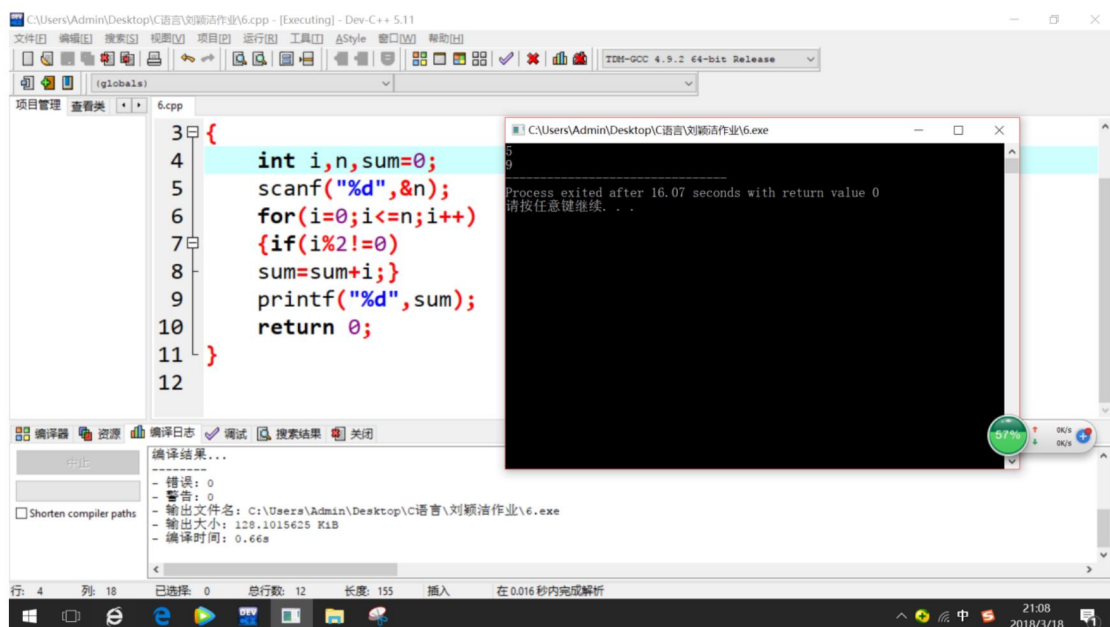 C:\Users\Admin\Desktop\C语言\刘颖洁作业\6.cpp - [Executing] - Dev-C++ 5.11
文件[F] 编辑[E] 搜索[S] 视图[V] 项目[P] 运行[R] 工具[T] AStyle 窗口[W] 帮助[H]
TDM-GCC 4.9.2 64-bit Release
(globals)
项目管理 查看类 6.cpp
3 {
4 int i,n,sum=0;
5 scanf("%d",&n);
6 for(i=0;i<=n;i++)
7 {if(i%2!=0)
8 sum=sum+i;}
9 printf("%d",sum);
10 return 0;
11 }
12
C:\Users\Admin\Desktop\C语言\刘颖洁作业\6.exe
5
9
--------------------------------
Process exited after 16.07 seconds with return value 0
请按任意键继续. . .
57% 0K/s
0K/s
编译器 资源 编译日志 调试 搜索结果 关闭
中止
Shorten compiler paths
编译结果...
--------
- 错误: 0
- 警告: 0
- 输出文件名: C:\Users\Admin\Desktop\C语言\刘颖洁作业\6.exe
- 输出大小: 128.1015625 KiB
- 编译时间: 0.66s
行: 4 列: 18 已选择: 0 总行数: 12 长度: 155 插入 在 0.016 秒内完成解析
DEV
中
21:08
2018/3/18
1